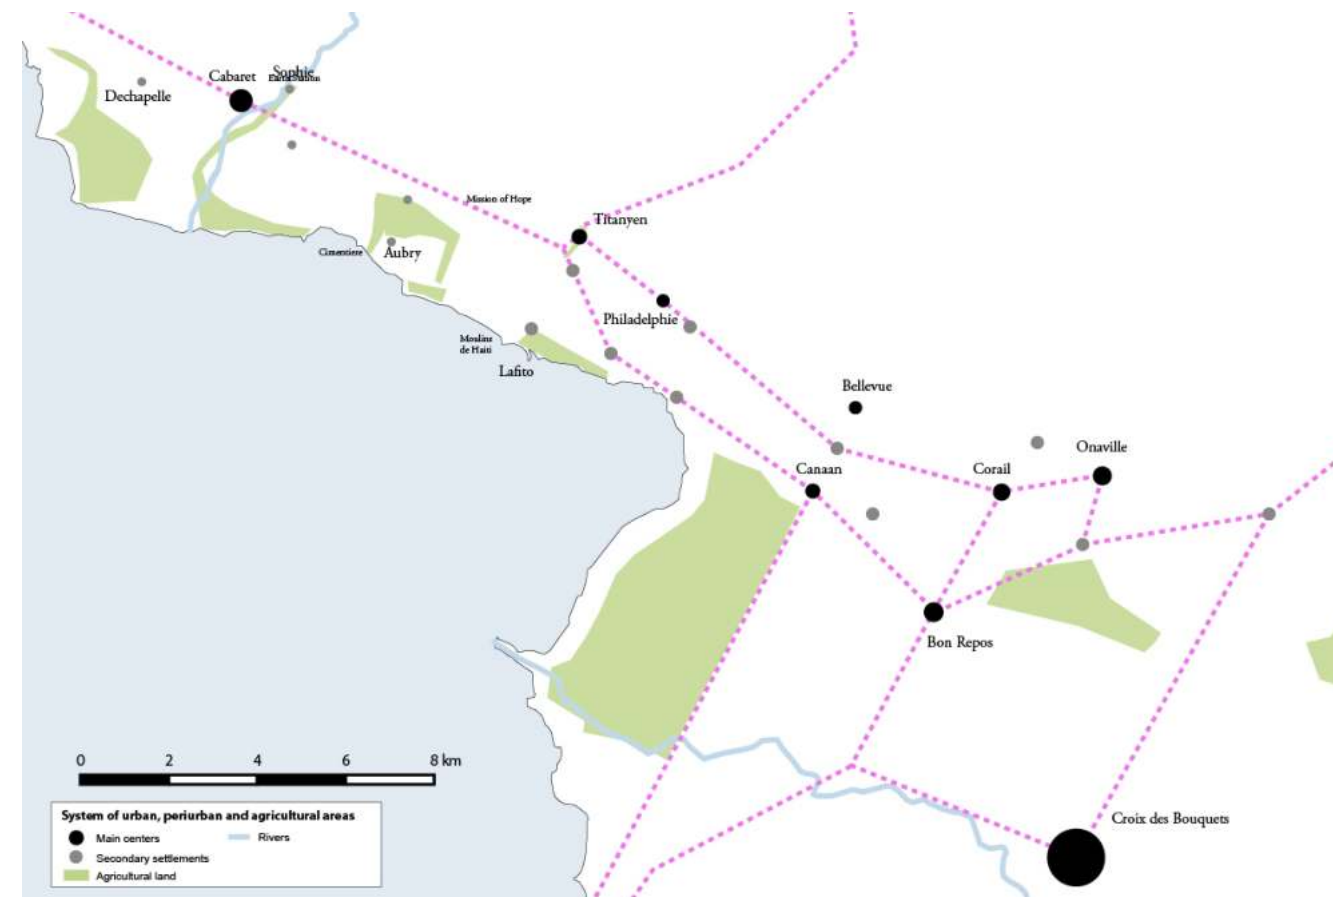 Dechapelle
Cabaret
Sophie
Mission of Hope
Titanyen
Cimentiere
Aubry
Philadelphie
Moulins
de Haiti
Lafito
Bellevue
Canaan
Corail
Onaville
Bon Repos
Croix des Bouquets
0 2 4 6 8 km
System of urban, periurban and agricultural areas
Main centers
Rivers
Secondary settlements
Agricultural land